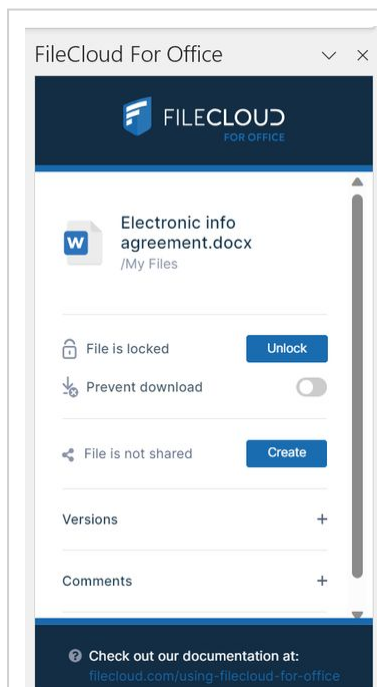 FileCloud For Office
FILECLOUD
FOR OFFICE
W
Electronic info
agreement.docx
/My Files
File is locked
Unlock
Prevent download
File is not shared
Create
Versions
Comments
Check out our documentation at:
filecloud.com/using-filecloud-for-office